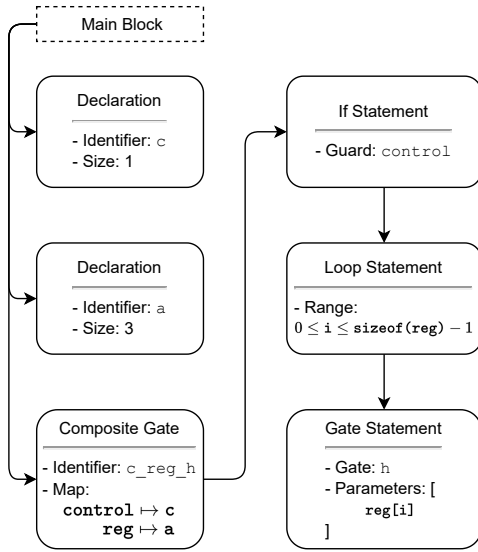 Main Block
Declaration
- Identifier: c
- Size: 1
Declaration
- Identifier: a
- Size: 3
Composite Gate
- Identifier: c_reg_h
- Map:
control ↦ c
reg ↦ a
If Statement
- Guard: control
Loop Statement
- Range:
0 ≤ i ≤ sizeof(reg) − 1
Gate Statement
- Gate: h
- Parameters: [
reg[i]
]